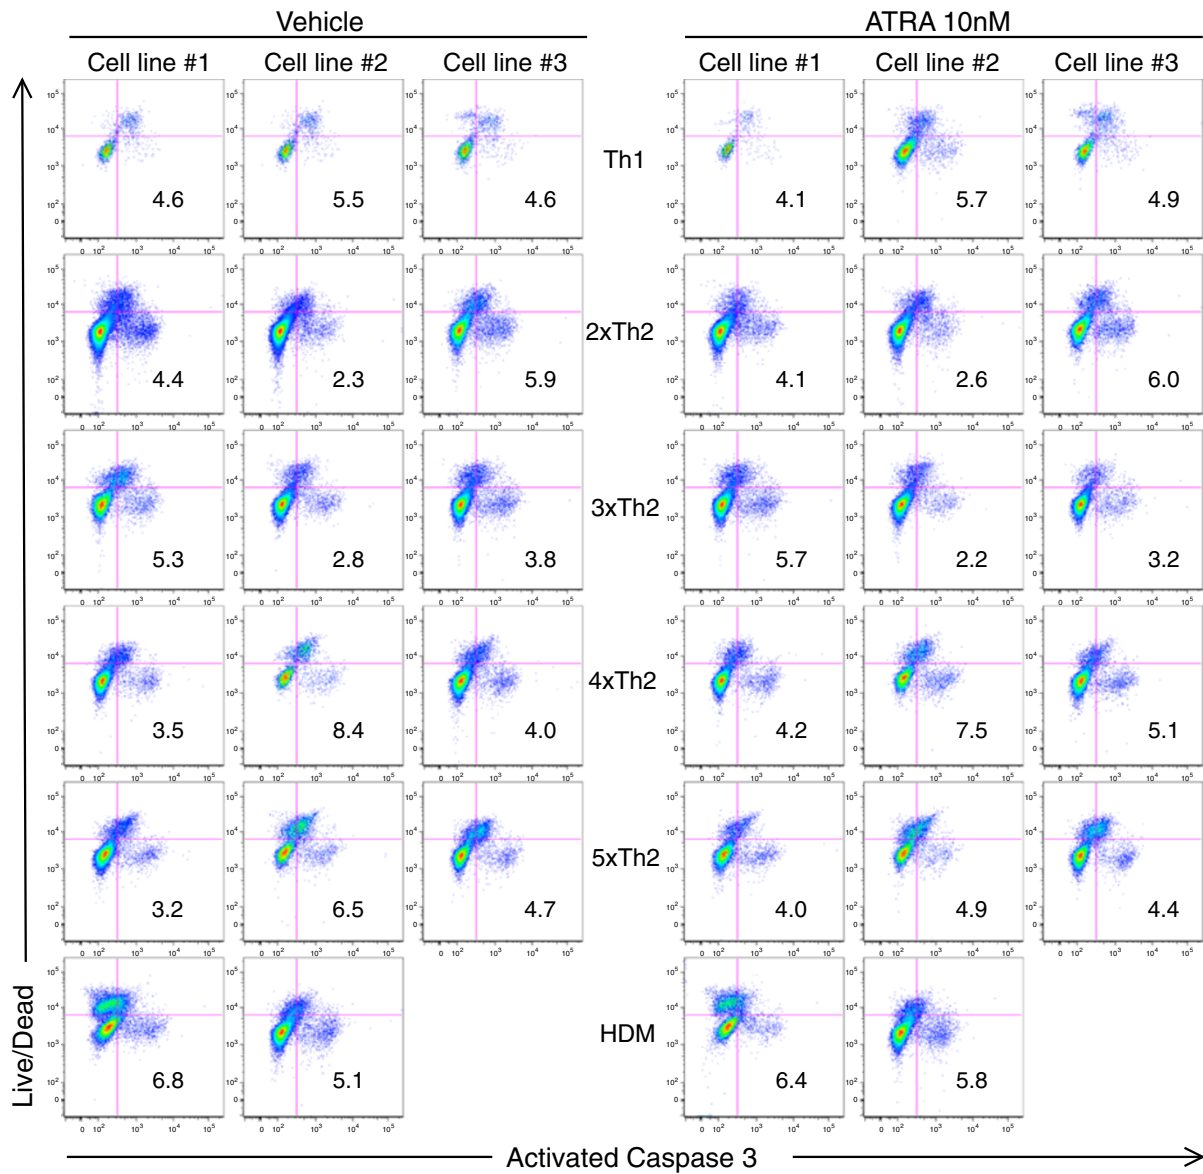 Vehicle
ATRA 10nM
Cell line #1 Cell line #2 Cell line #3 Cell line #1 Cell line #2 Cell line #3
4.6 5.5 4.6 Th1 4.1 5.7 4.9
4.4 2.3 5.9 2xTh2 4.1 2.6 6.0
5.3 2.8 3.8 3xTh2 5.7 2.2 3.2
3.5 8.4 4.0 4xTh2 4.2 7.5 5.1
3.2 6.5 4.7 5xTh2 4.0 4.9 4.4
6.8 5.1 HDM 6.4 5.8
Live/Dead
Activated Caspase 3